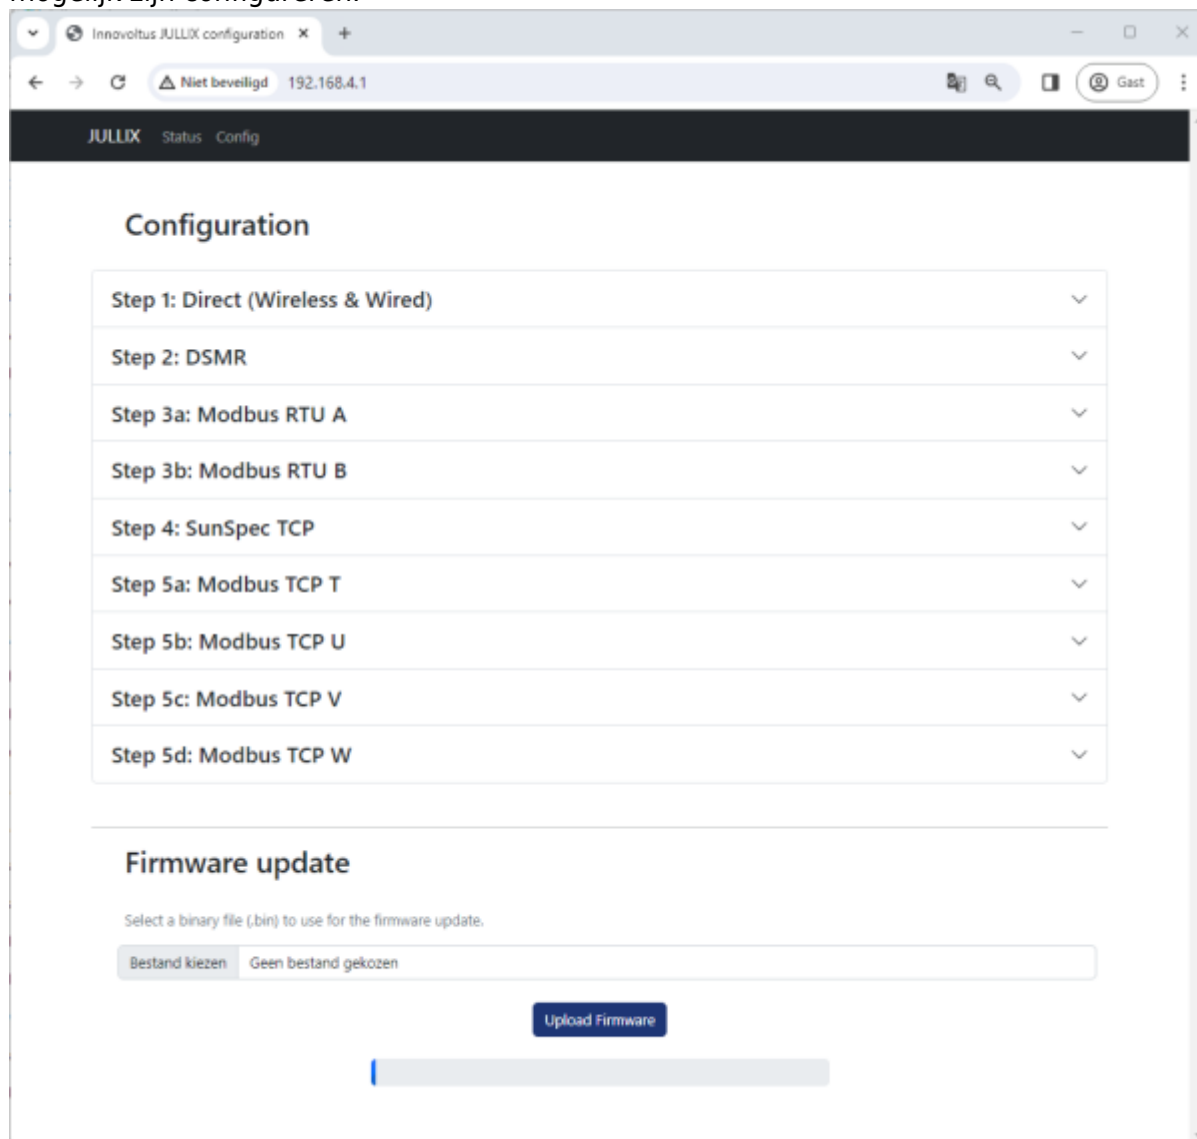 mogelijk zijn configureren.
Innovoltus JULLIX configuration
Niet beveiligd 192.168.4.1 Gast
JULLIX Status Config
Configuration
Step 1: Direct (Wireless & Wired)
Step 2: DSMR
Step 3a: Modbus RTU A
Step 3b: Modbus RTU B
Step 4: SunSpec TCP
Step 5a: Modbus TCP T
Step 5b: Modbus TCP U
Step 5c: Modbus TCP V
Step 5d: Modbus TCP W
Firmware update
Select a binary file (.bin) to use for the firmware update.
Bestand kiezen Geen bestand gekozen
Upload Firmware